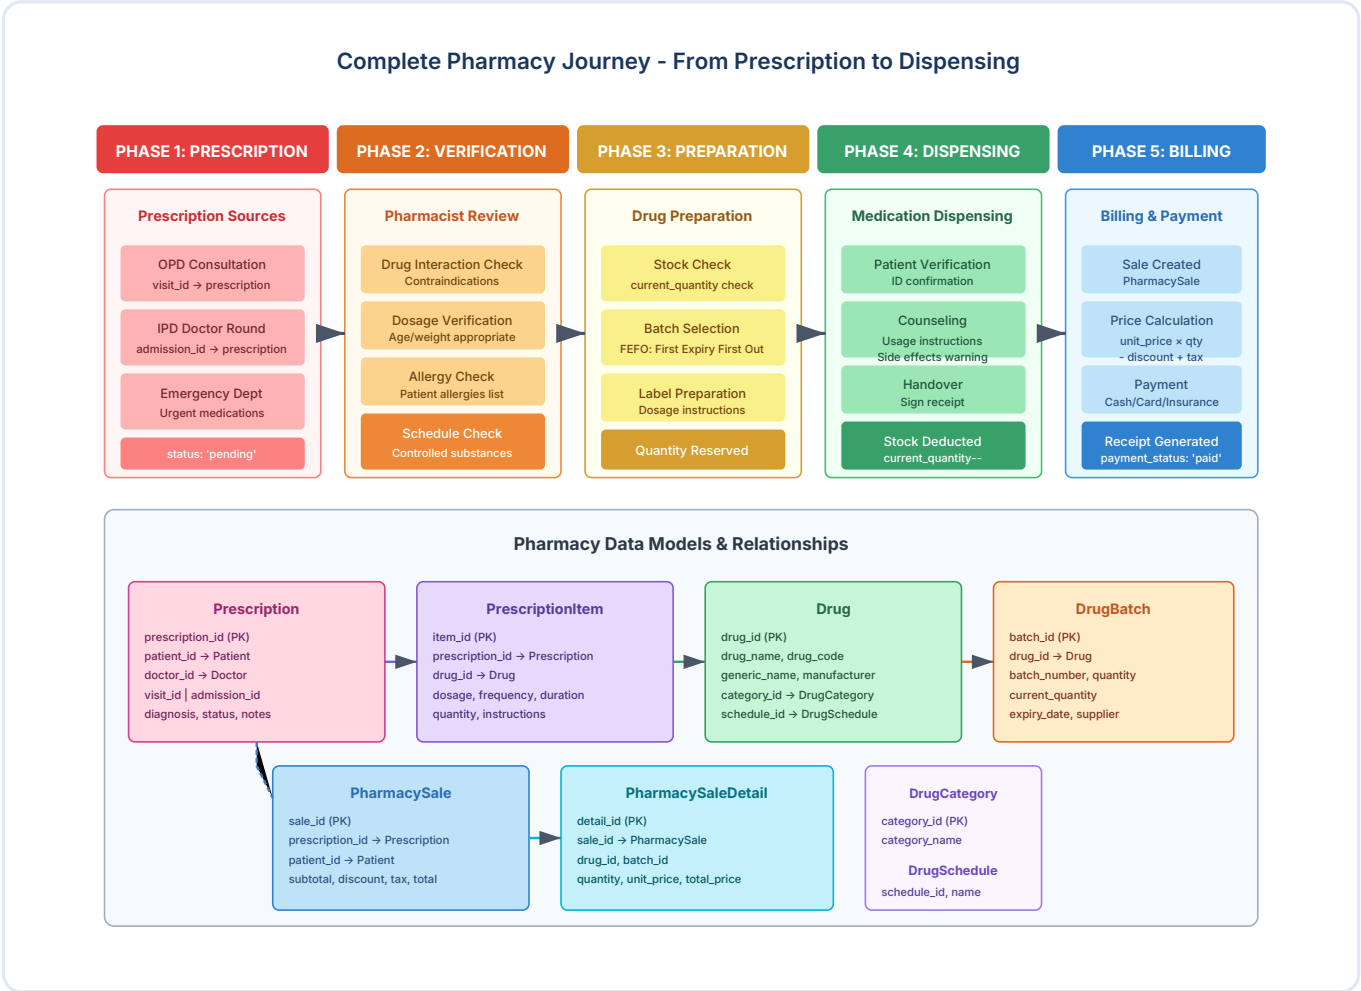 Complete Pharmacy Journey - From Prescription to Dispensing
PHASE 1: PRESCRIPTION
PHASE 2: VERIFICATION
PHASE 3: PREPARATION
PHASE 4: DISPENSING
PHASE 5: BILLING
Prescription Sources
OPD Consultation
visit_id → prescription
IPD Doctor Round
admission_id → prescription
Emergency Dept
Urgent medications
status: 'pending'
Pharmacist Review
Drug Interaction Check
Contraindications
Dosage Verification
Age/weight appropriate
Allergy Check
Patient allergies list
Schedule Check
Controlled substances
Drug Preparation
Stock Check
current_quantity check
Batch Selection
FEFO: First Expiry First Out
Label Preparation
Dosage instructions
Quantity Reserved
Medication Dispensing
Patient Verification
ID confirmation
Counseling
Usage instructions
Side effects warning
Handover
Sign receipt
Stock Deducted
current_quantity--
Billing & Payment
Sale Created
PharmacySale
Price Calculation
unit_price × qty
- discount + tax
Payment
Cash/Card/Insurance
Receipt Generated
payment_status: 'paid'
Pharmacy Data Models & Relationships
Prescription
prescription_id (PK)
patient_id → Patient
doctor_id → Doctor
visit_id | admission_id
diagnosis, status, notes
PrescriptionItem
item_id (PK)
prescription_id → Prescription
drug_id → Drug
dosage, frequency, duration
quantity, instructions
Drug
drug_id (PK)
drug_name, drug_code
generic_name, manufacturer
category_id → DrugCategory
schedule_id → DrugSchedule
DrugBatch
batch_id (PK)
drug_id → Drug
batch_number, quantity
current_quantity
expiry_date, supplier
PharmacySale
sale_id (PK)
prescription_id → Prescription
patient_id → Patient
subtotal, discount, tax, total
PharmacySaleDetail
detail_id (PK)
sale_id → PharmacySale
drug_id, batch_id
quantity, unit_price, total_price
DrugCategory
category_id (PK)
category_name
DrugSchedule
schedule_id, name